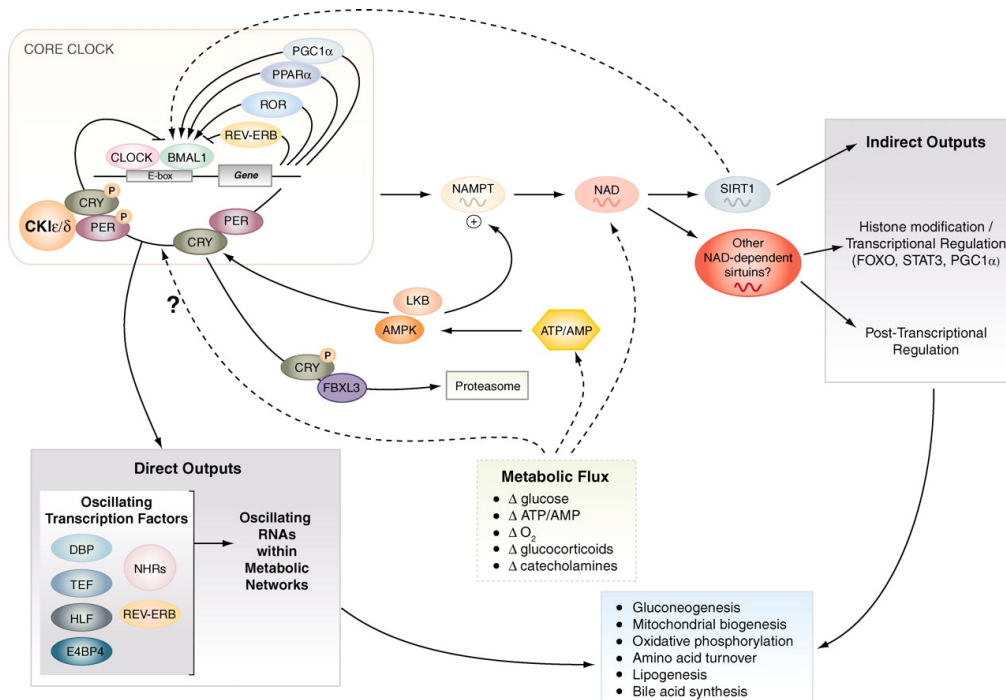 CORE CLOCK
PGC1α
PPARα
ROR
REV-ERB
CLOCK
BMAL1
E-box
Gene
P
CRY
P
CKIε/δ
PER
PER
CRY
NAMPT
+
NAD
SIRT1
Other
NAD-dependent
sirtuins?
Indirect Outputs
Histone modification /
Transcriptional Regulation
(FOXO, STAT3, PGC1α)
Post-Transcriptional
Regulation
?
LKB
AMPK
ATP/AMP
P
CRY
FBXL3
Proteasome
Direct Outputs
Oscillating
Transcription Factors
DBP
TEF
HLF
E4BP4
NHRs
REV-ERB
Oscillating
RNAs
within
Metabolic
Networks
Metabolic Flux
• Δ glucose
• Δ ATP/AMP
• Δ O₂
• Δ glucocorticoids
• Δ catecholamines
• Gluconeogenesis
• Mitochondrial biogenesis
• Oxidative phosphorylation
• Amino acid turnover
• Lipogenesis
• Bile acid synthesis